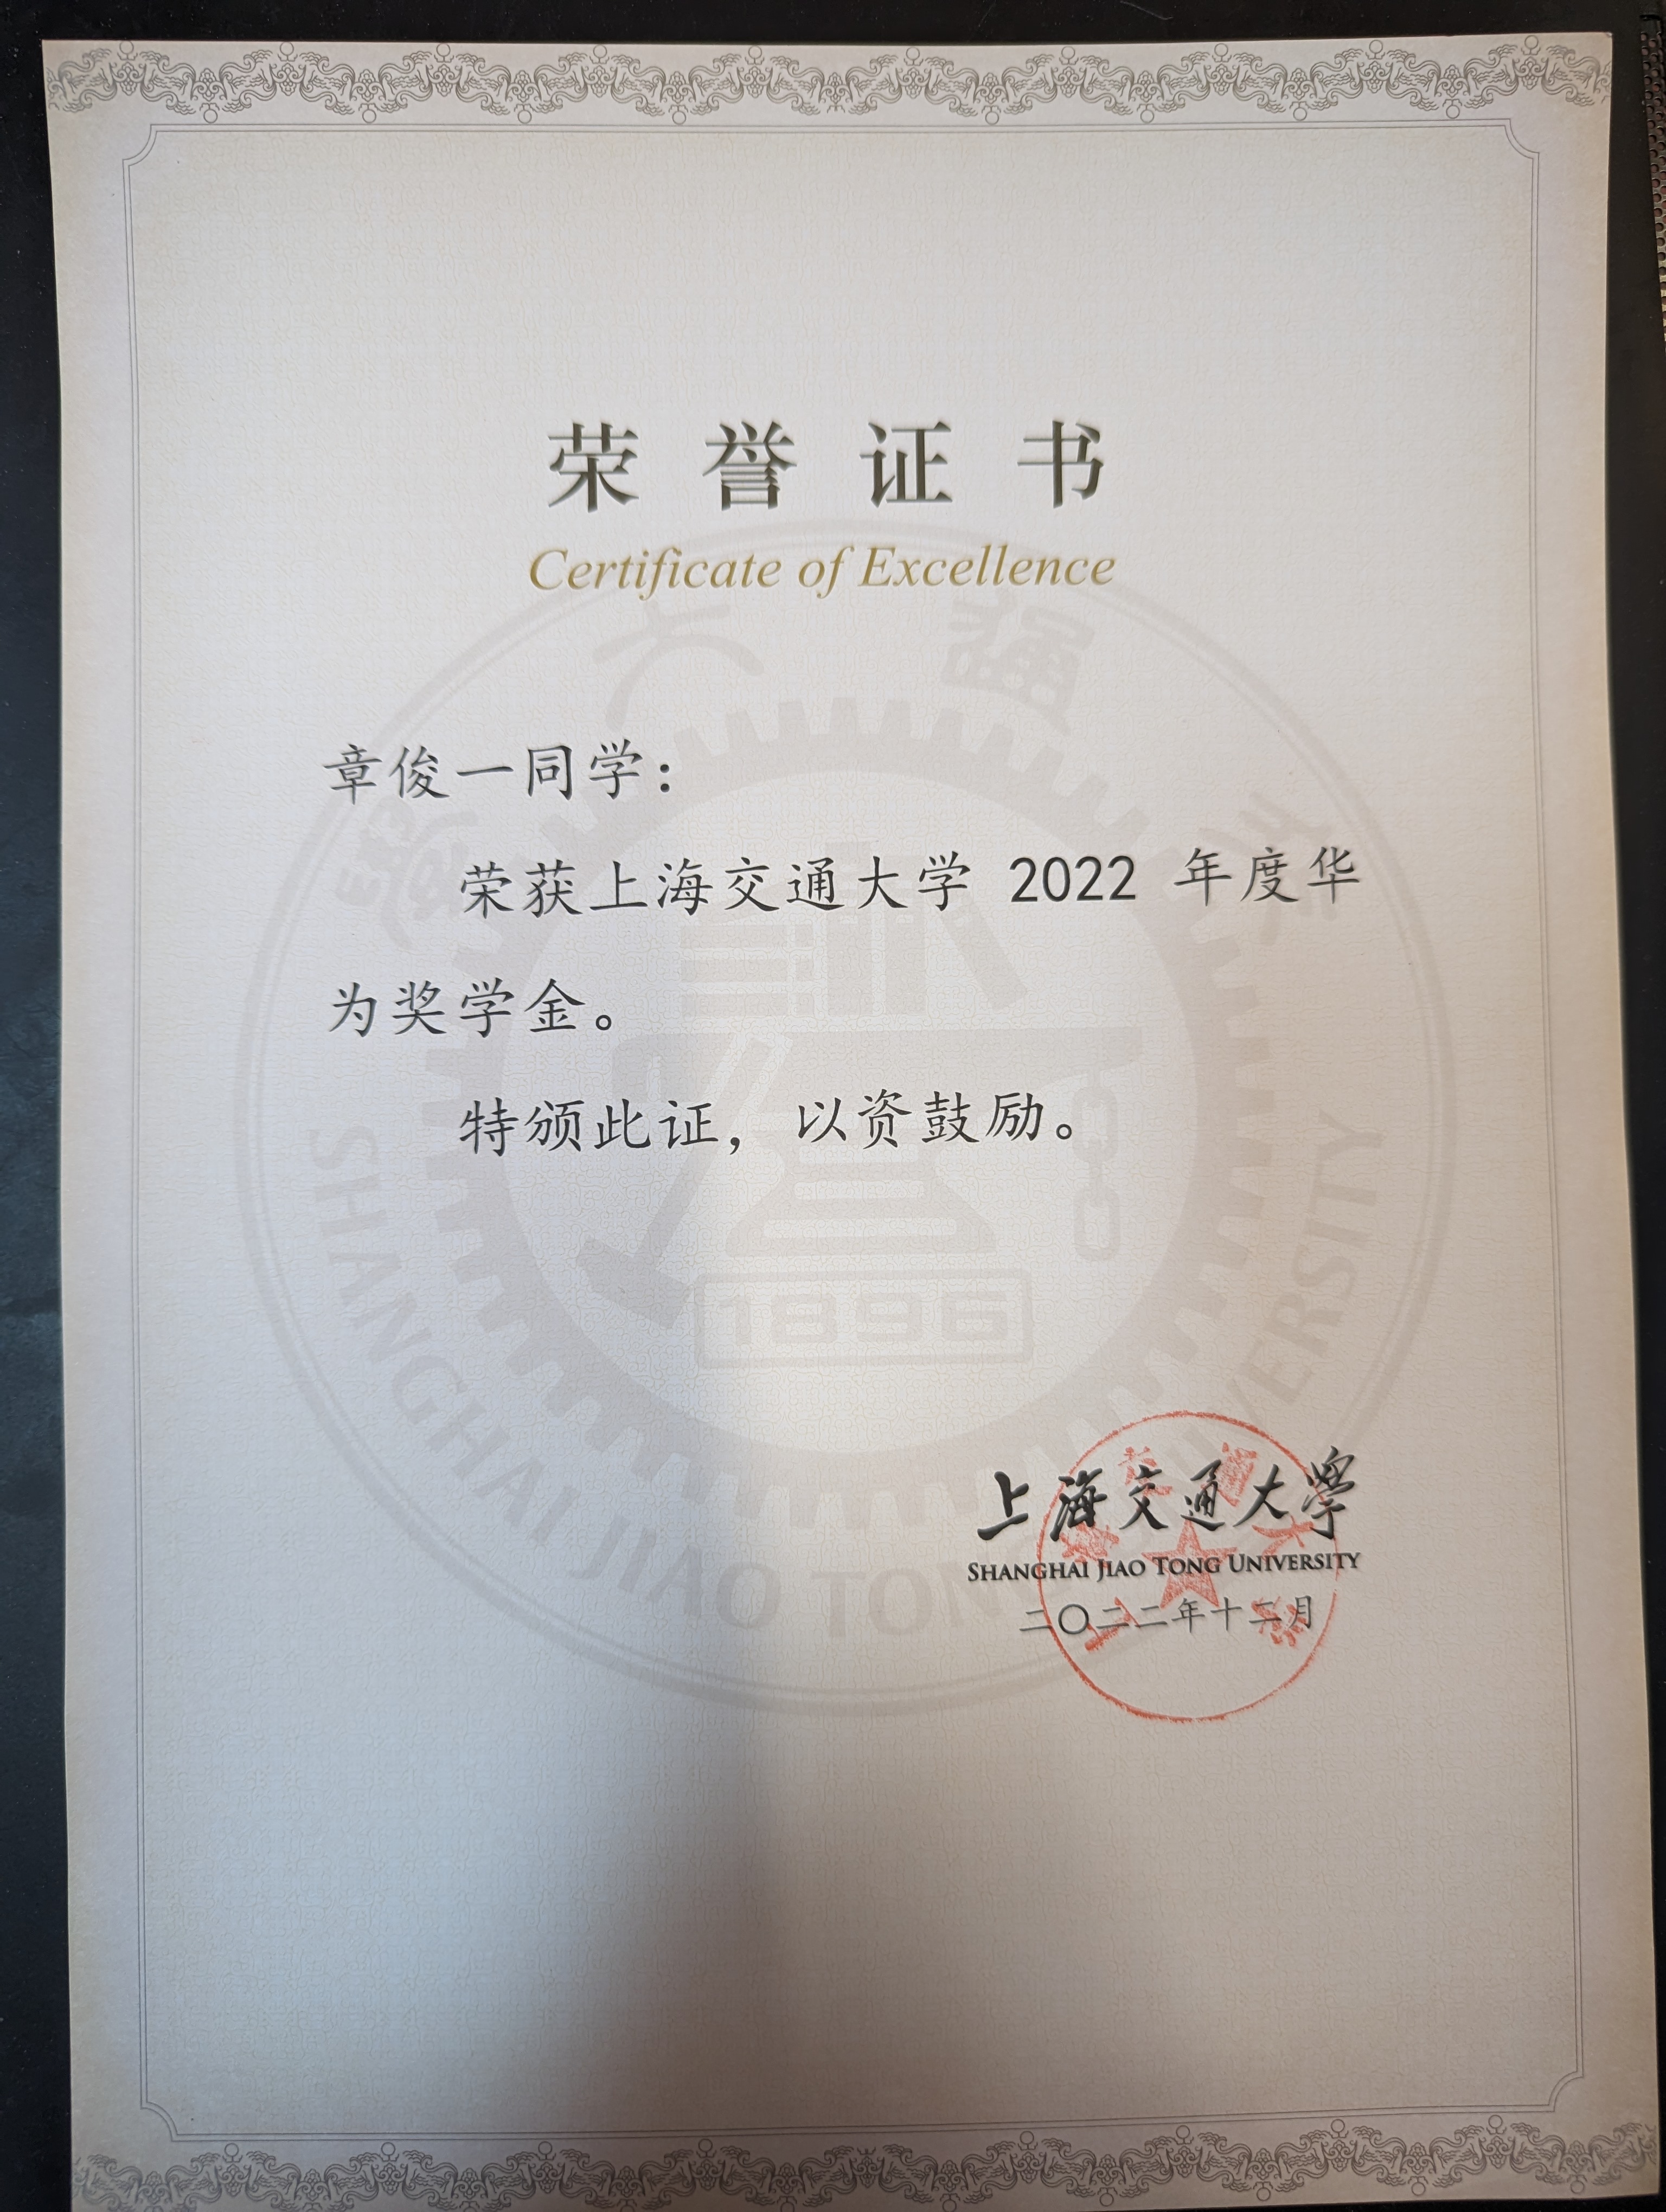 荣誉证书
Certificate of Excellence
章俊一同学：
荣获上海交通大学 2022 年度华
为奖学金。
特颁此证，以资鼓励。
上海交通大学
SHANGHAI JIAO TONG UNIVERSITY
二〇二二年十二月
1896
SHANGHAI JIAO TONG UNIVERSITY